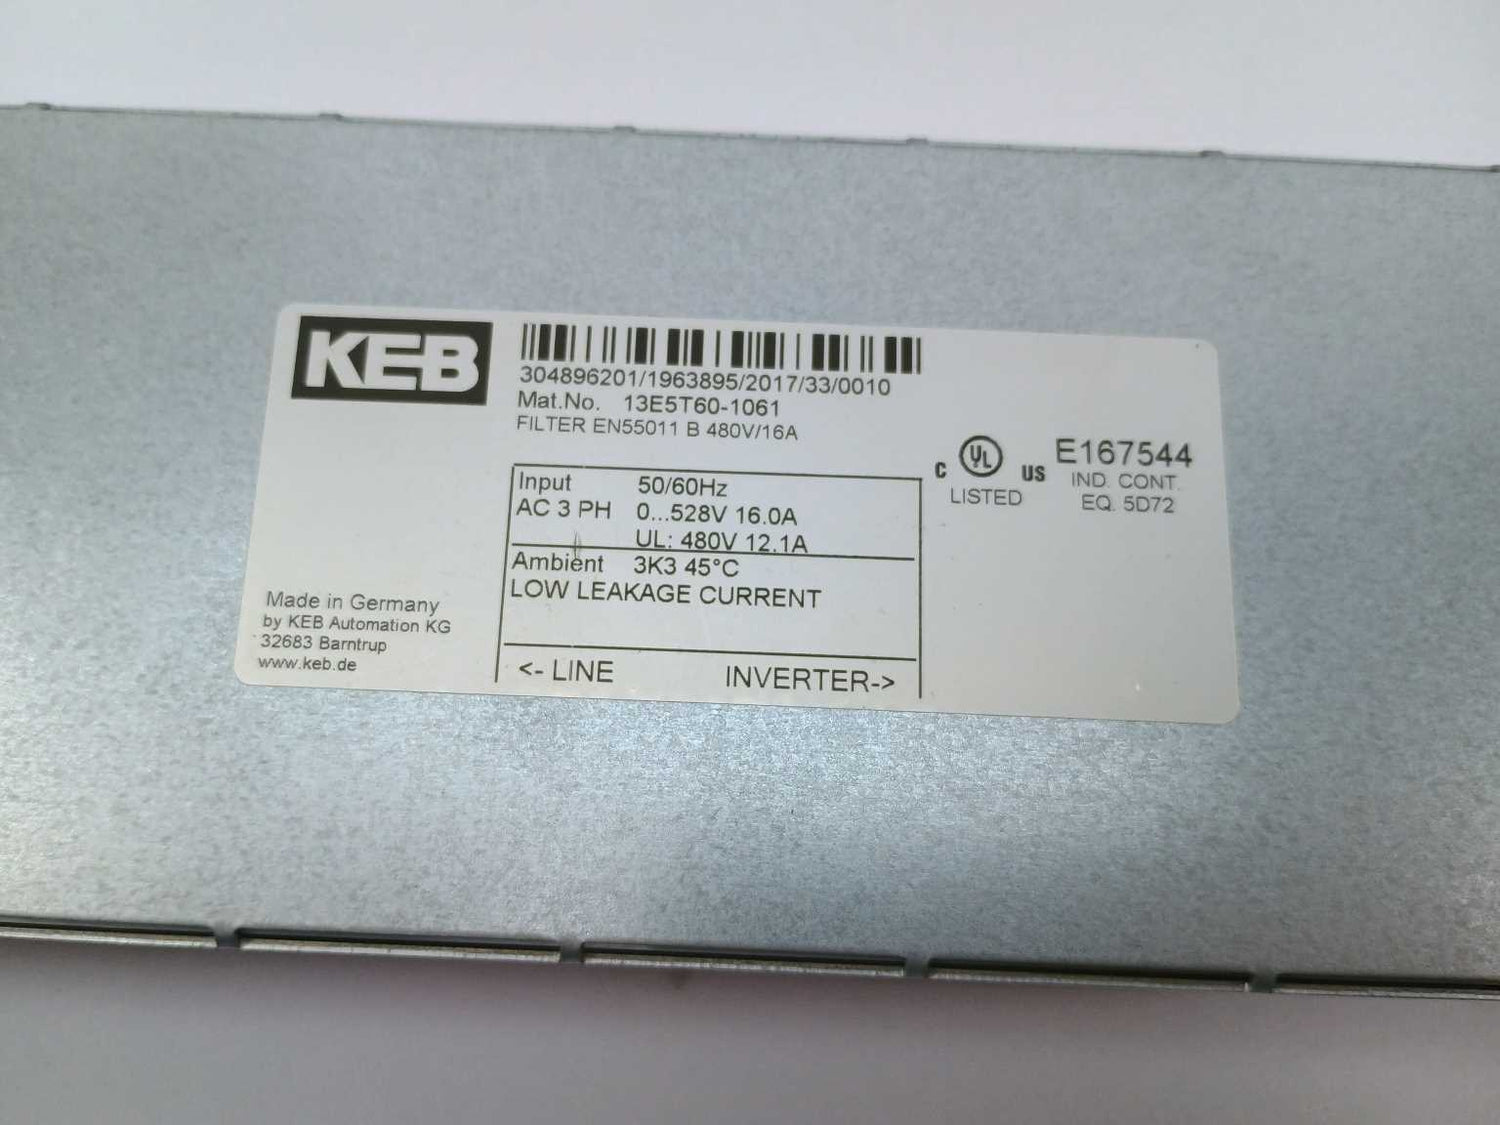 KEB
304896201/1963895/2017/33/0010
Mat.No. 13E5T60-1061
FILTER EN55011 B 480V/16A
Input 50/60Hz
AC 3 PH 0...528V 16.0A
UL: 480V 12.1A
Ambient 3K3 45°C
LOW LEAKAGE CURRENT
<- LINE INVERTER->
Made in Germany
by KEB Automation KG
32683 Barntrup
www.keb.de
C UL US E167544
LISTED IND. CONT.
EQ. 5D72